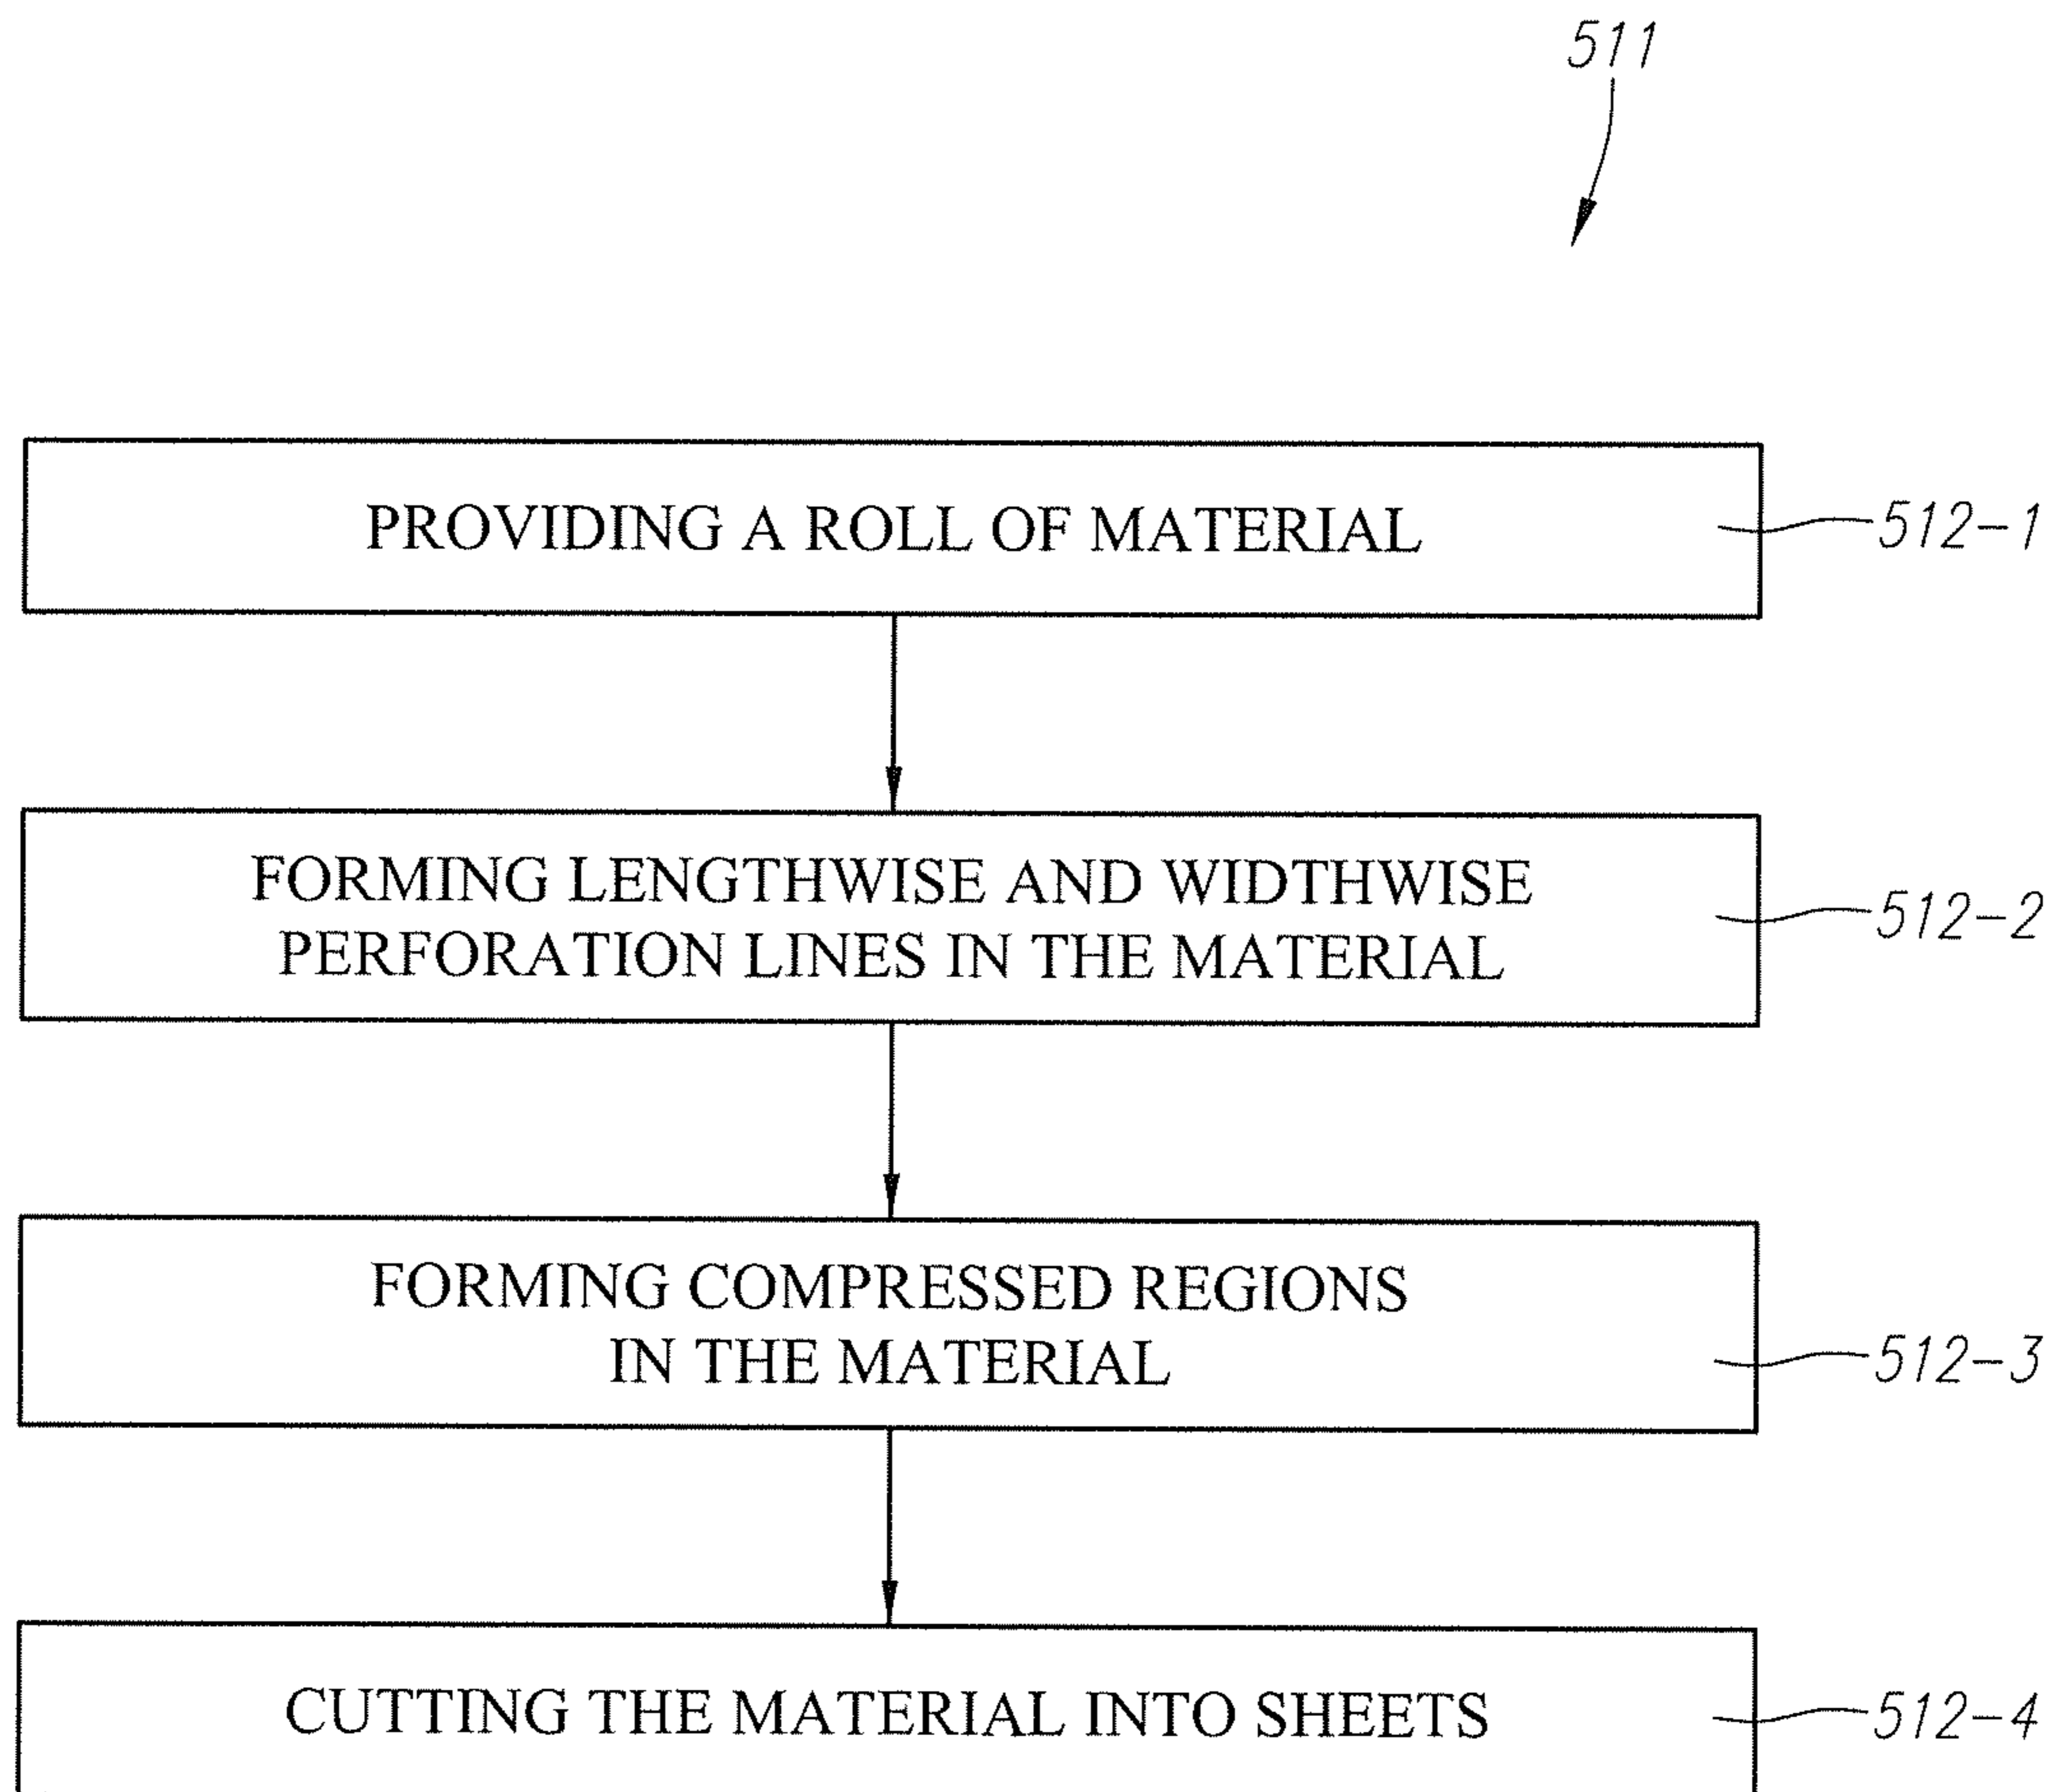 511
PROVIDING A ROLL OF MATERIAL
512-1
FORMING LENGTHWISE AND WIDTHWISE
PERFORATION LINES IN THE MATERIAL
512-2
FORMING COMPRESSED REGIONS
IN THE MATERIAL
512-3
CUTTING THE MATERIAL INTO SHEETS
512-4